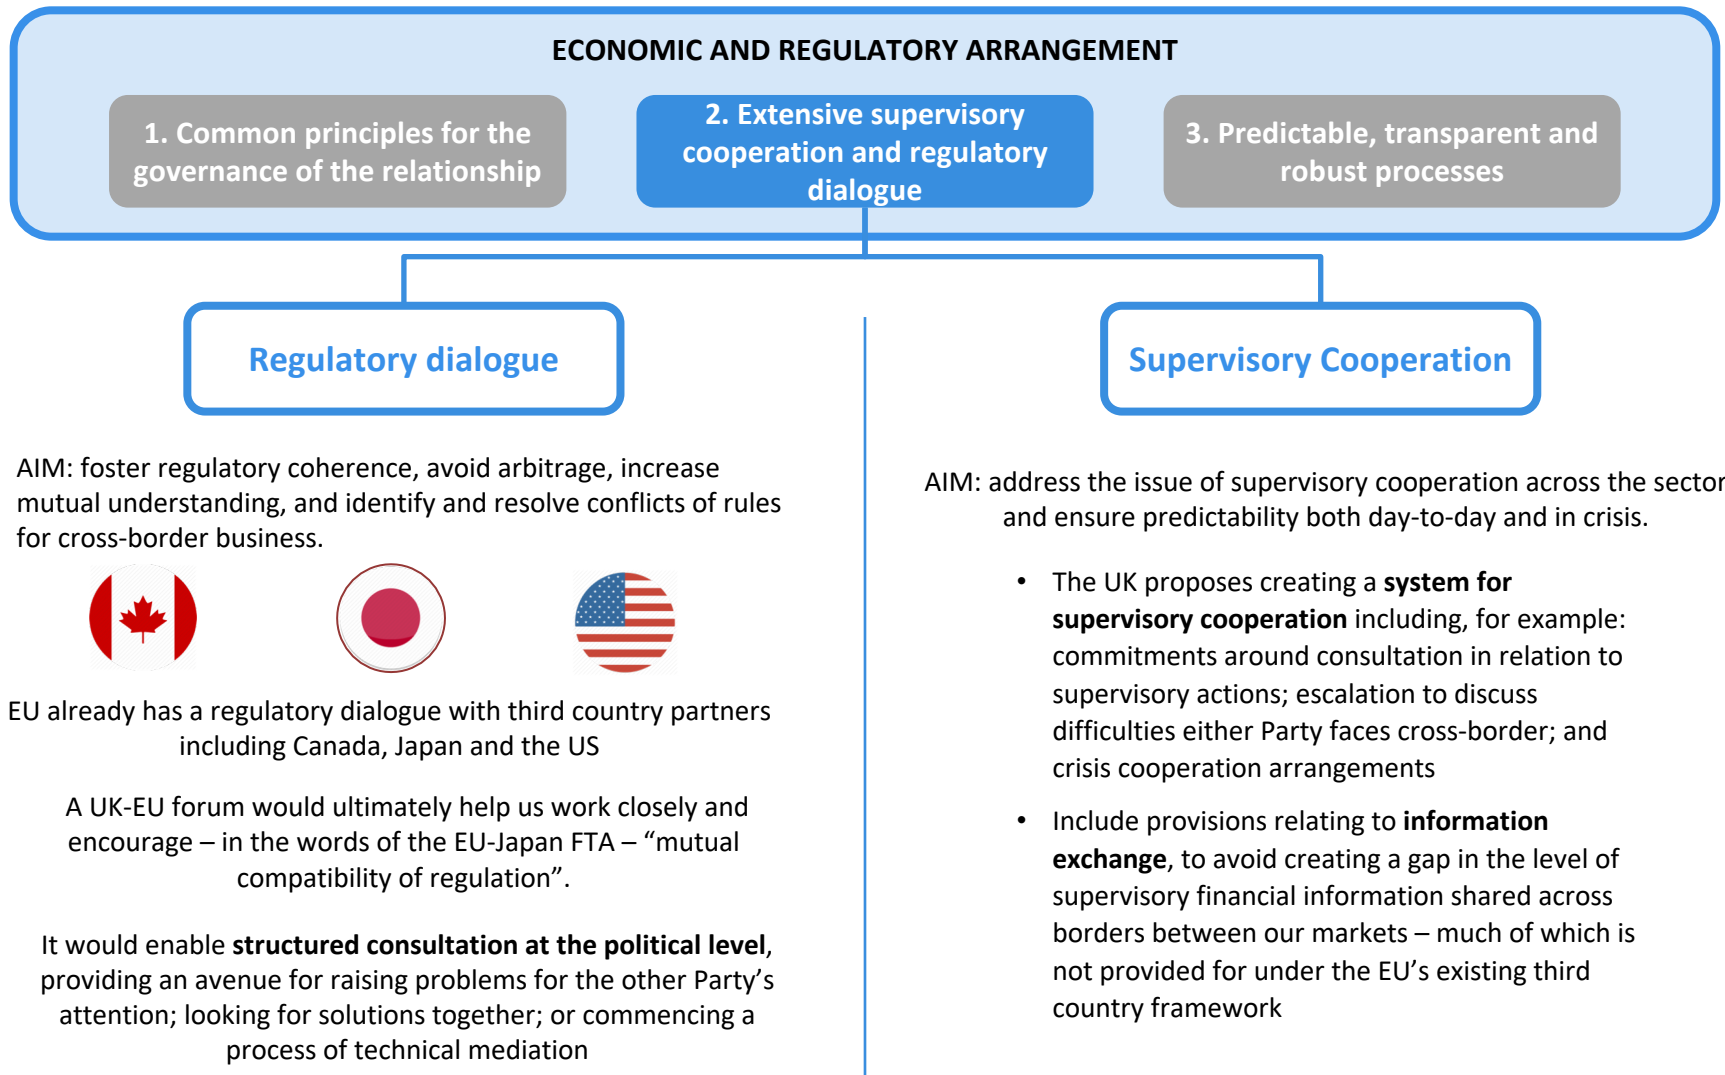 ECONOMIC AND REGULATORY ARRANGEMENT
1. Common principles for the
governance of the relationship
2. Extensive supervisory
cooperation and regulatory
dialogue
3. Predictable, transparent and
robust processes
Regulatory dialogue
AIM: foster regulatory coherence, avoid arbitrage, increase
mutual understanding, and identify and resolve conflicts of rules
for cross-border business.
EU already has a regulatory dialogue with third country partners
including Canada, Japan and the US
A UK-EU forum would ultimately help us work closely and
encourage – in the words of the EU-Japan FTA – “mutual
compatibility of regulation”.
It would enable structured consultation at the political level,
providing an avenue for raising problems for the other Party’s
attention; looking for solutions together; or commencing a
process of technical mediation
Supervisory Cooperation
AIM: address the issue of supervisory cooperation across the sector
and ensure predictability both day-to-day and in crisis.
• The UK proposes creating a system for
supervisory cooperation including, for example:
commitments around consultation in relation to
supervisory actions; escalation to discuss
difficulties either Party faces cross-border; and
crisis cooperation arrangements
• Include provisions relating to information
exchange, to avoid creating a gap in the level of
supervisory financial information shared across
borders between our markets – much of which is
not provided for under the EU’s existing third
country framework